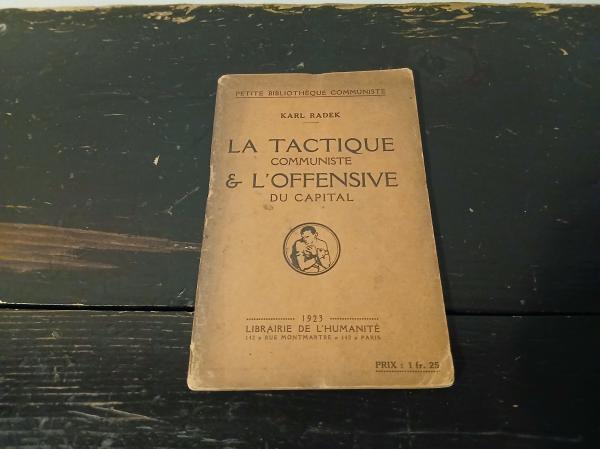 PETITE BIBLIOTHÈQUE COMMUNISTE
KARL RADEK
LA TACTIQUE
COMMUNISTE
& L'OFFENSIVE
DU CAPITAL
1923
LIBRAIRIE DE L'HUMANITÉ
142 RUE MONTMARTRE 142 PARIS
PRIX : 1 fr. 25